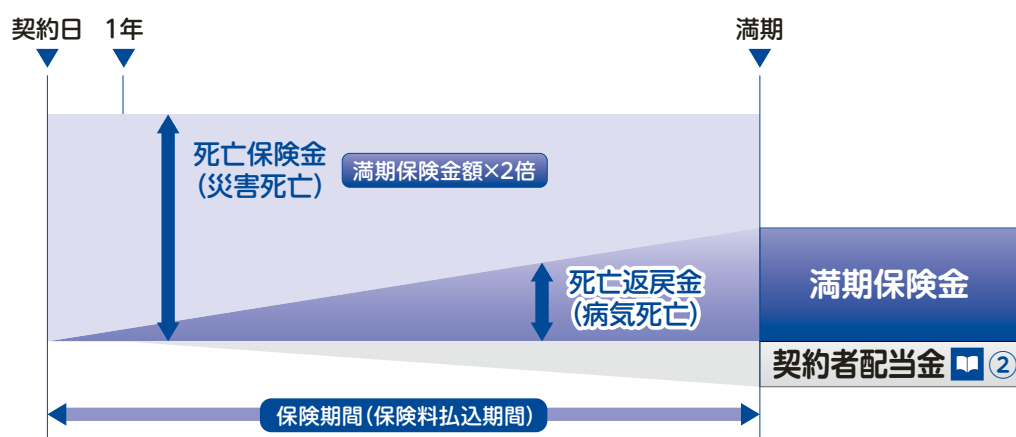 契約日 1年 満期
死亡保険金
(災害死亡)
満期保険金額×2倍
死亡返戻金
(病気死亡)
満期保険金
契約者配当金 ②
保険期間(保険料払込期間)